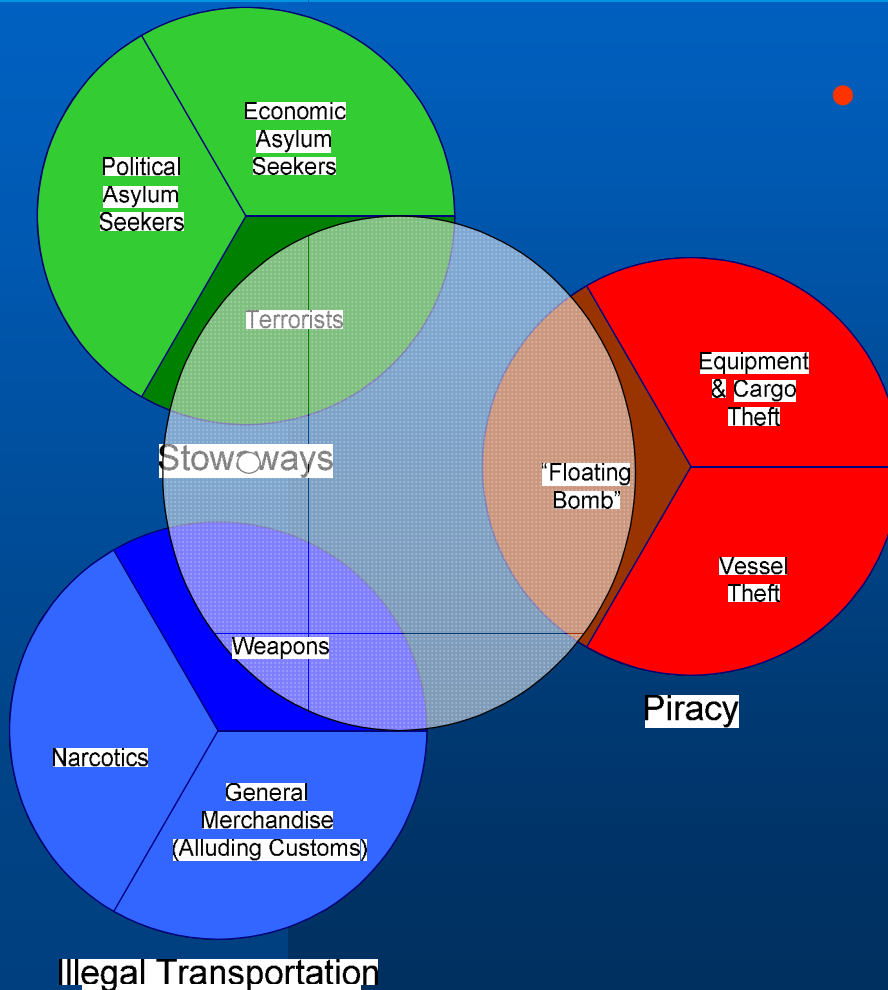 Economic
Asylum
Seekers
Political
Asylum
Seekers
Terrorists
Stowaways
Equipment
& Cargo
Theft
“Floating
Bomb”
Vessel
Theft
Weapons
Piracy
Narcotics
General
Merchandise
(Alluding Customs)
Illegal Transportation